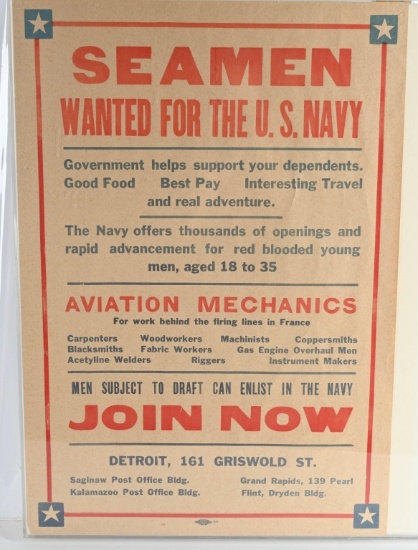 SEAMEN
WANTED FOR THE U.S. NAVY
Government helps support your dependents.
Good Food Best Pay Interesting Travel
and real adventure.
The Navy offers thousands of openings and
rapid advancement for red blooded young
men, aged 18 to 35
AVIATION MECHANICS
For work behind the firing lines in France
Carpenters Woodworkers Machinists Coppersmiths
Blacksmiths Fabric Workers Gas Engine Overhaul Men
Acetyline Welders Riggers Instrument Makers
MEN SUBJECT TO DRAFT CAN ENLIST IN THE NAVY
JOIN NOW
DETROIT, 161 GRISWOLD ST.
Saginaw Post Office Bldg. Grand Rapids, 139 Pearl
Kalamazoo Post Office Bldg. Flint, Dryden Bldg.